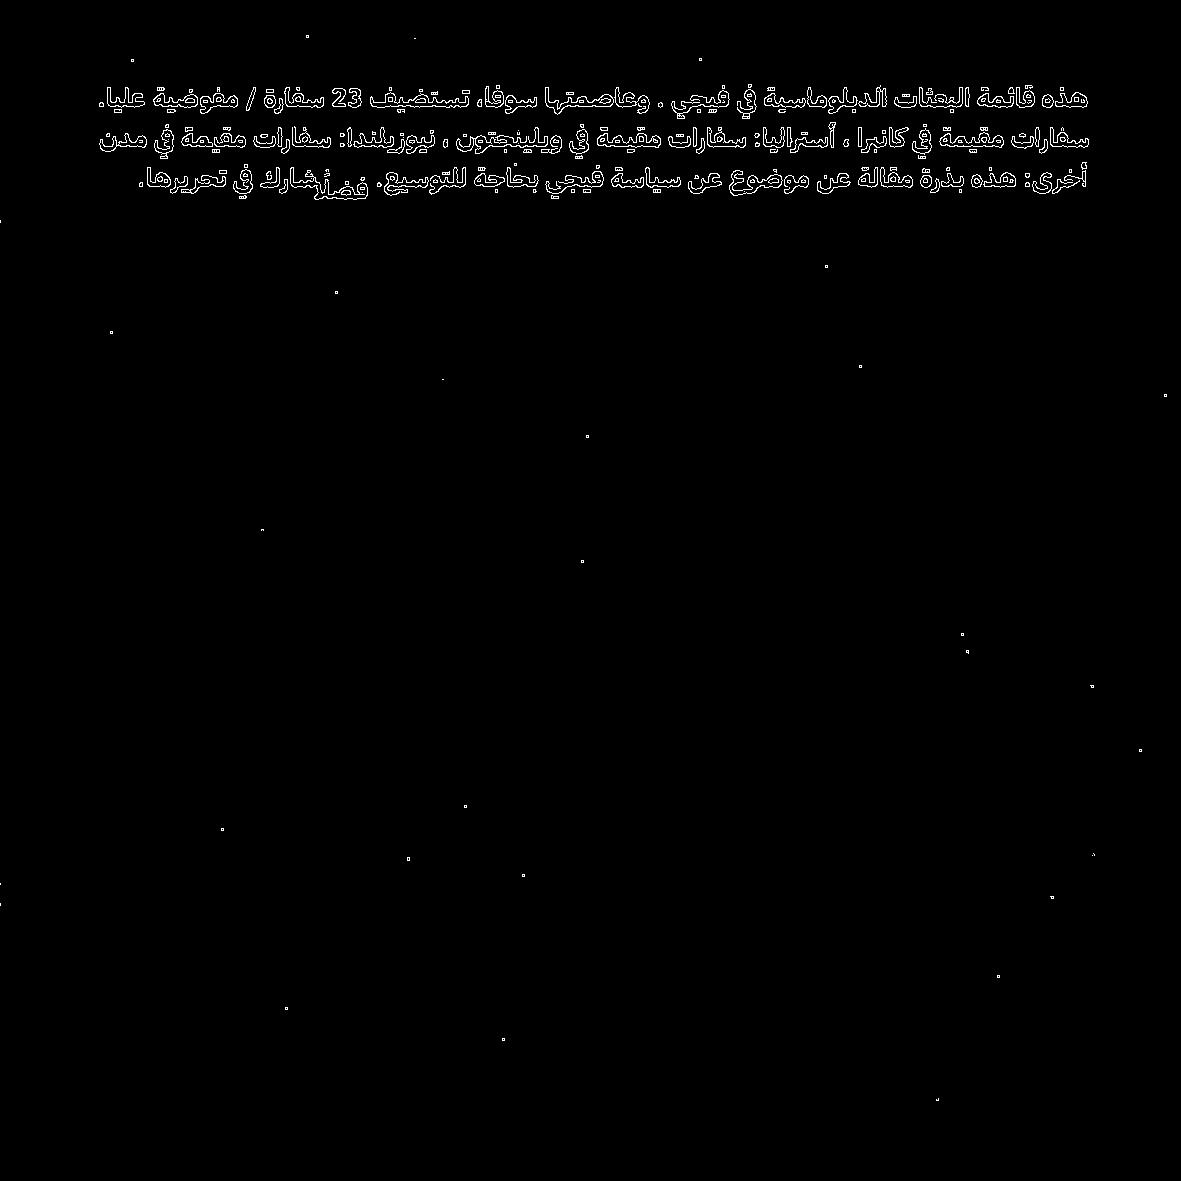 هذه قائمة البعثات الدبلوماسية في فيجي . وعاصمتها سوفا، تستضيف 23 سفارة / مفوضية عليا.
سفارات مقيمة في كانبرا ، أستراليا: سفارات مقيمة في ويلينجتون ، نيوزيلندا: سفارات مقيمة في مدن
أخرى: هذه بذرة مقالة عن موضوع عن سياسة فيجي بحاجة للتوسيع. فضلًا شارك في تحريرها.